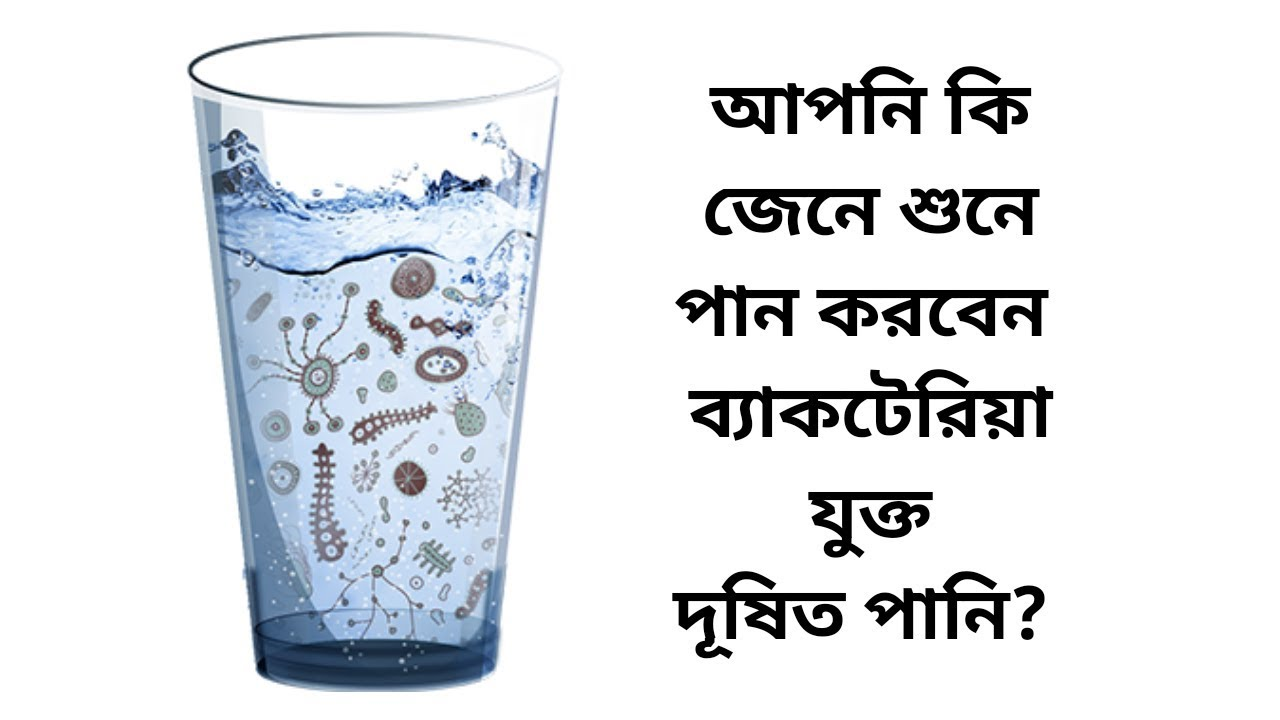 আপনি কি
জেনে শুনে
পান করবেন
ব্যাকটেরিয়া
যুক্ত
দূষিত পানি?